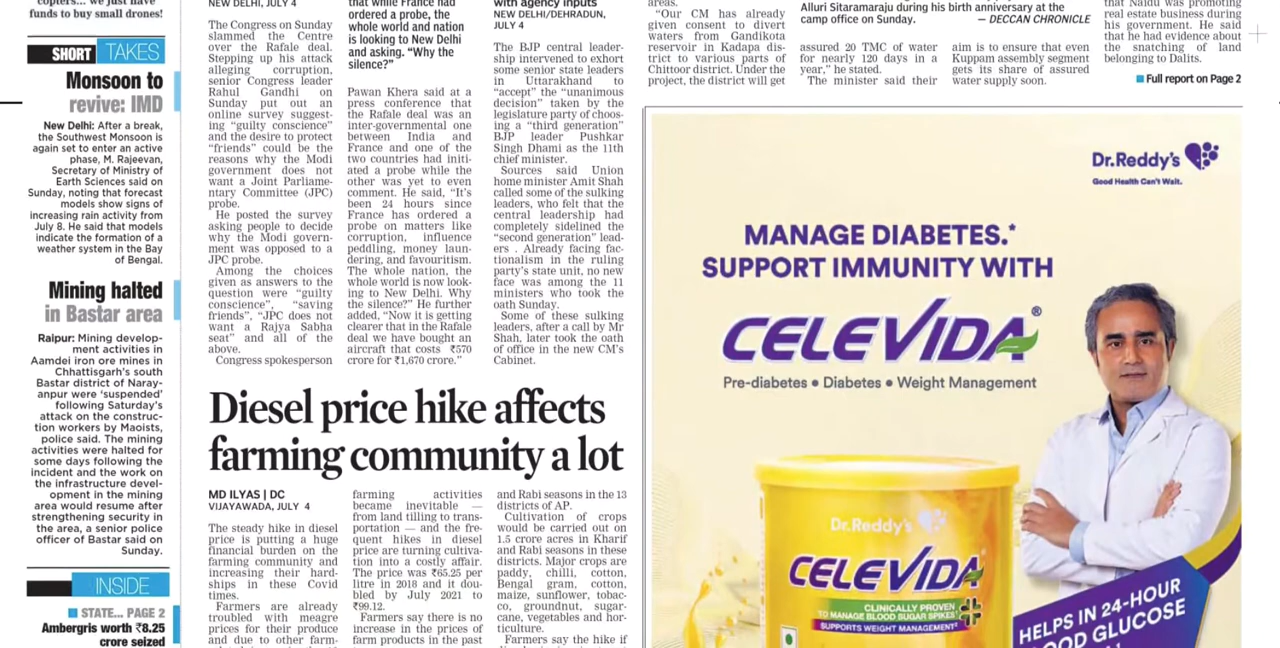 copters... we just have
funds to buy small drones!
SHORT TAKES
Monsoon to
revive: IMD
New Delhi: After a break,
the Southwest Monsoon is
again set to enter an active
phase, M. Rajeevan,
Secretary of Ministry of
Earth Sciences said on
Sunday, noting that forecast
models show signs of
increasing rain activity from
July 8. He said that models
indicate the formation of a
weather system in the Bay
of Bengal.
Mining halted
in Bastar area
Raipur: Mining develop-
ment activities in
Aamdei iron ore mines in
Chhattisgarh's south
Bastar district of Naray-
anpur were 'suspended'
following Saturday's
attack on the construc-
tion workers by Maoists,
police said. The mining
activities were halted for
some days following the
incident and the work on
the infrastructure devel-
opment in the mining
area would resume after
strengthening security in
the area, a senior police
officer of Bastar said on
Sunday.
INSIDE
STATE... PAGE 2
Ambergris worth ₹8.25
crore seized
NEW DELHI, JULY 4
The Congress on Sunday
slammed the Centre
over the Rafale deal.
Stepping up his attack
alleging corruption,
senior Congress leader
Rahul Gandhi on
Sunday put out an
online survey suggest-
ing "guilty conscience"
and the desire to protect
"friends" could be the
reasons why the Modi
government does not
want a Joint Parliame-
ntary Committee (JPC)
probe.
He posted the survey
asking people to decide
why the Modi govern-
ment was opposed to a
JPC probe.
Among the choices
given as answers to the
question were "guilty
conscience", "saving
friends", "JPC does not
want a Rajya Sabha
seat" and all of the
above.
Congress spokesperson
that while France had
ordered a probe, the
whole world and nation
is looking to New Delhi
and asking. "Why the
silence?"
Pawan Khera said at a
press conference that
the Rafale deal was an
inter-governmental one
between India and
France and one of the
two countries had initi-
ated a probe while the
other was yet to even
comment. He said, "It's
been 24 hours since
France has ordered a
probe on matters like
corruption, influence
peddling, money laun-
dering, and favouritism.
The whole nation, the
whole world is now look-
ing to New Delhi. Why
the silence?" He further
added, "Now it is getting
clearer that in the Rafale
deal we have bought an
aircraft that costs ₹570
crore for ₹1,670 crore."
with agency inputs
NEW DELHI/DEHRADUN,
JULY 4
The BJP central leader-
ship intervened to exhort
some senior state leaders
in Uttarakhand to
"accept" the "unanimous
decision" taken by the
legislature party of choos-
ing a "third generation"
BJP leader Pushkar
Singh Dhami as the 11th
chief minister.
Sources said Union
home minister Amit Shah
called some of the sulking
leaders, who felt that the
central leadership had
completely sidelined the
"second generation" lead-
ers . Already facing fac-
tionalism in the ruling
party's state unit, no new
face was among the 11
ministers who took the
oath Sunday.
Some of these sulking
leaders, after a call by Mr
Shah, later took the oath
of office in the new CM's
Cabinet.
Diesel price hike affects
farming community a lot
MD ILYAS | DC
VIJAYAWADA, JULY 4
The steady hike in diesel
price is putting a huge
financial burden on the
farming community and
increasing their hard-
ships in these Covid
times.
Farmers are already
troubled with meagre
prices for their produce
and due to other farm-
farming activities
became inevitable —
from land tilling to trans-
portation — and the fre-
quent hikes in diesel
price are turning cultiva-
tion into a costly affair.
The price was ₹65.25 per
litre in 2018 and it dou-
bled by July 2021 to
₹99.12.
Farmers say there is no
increase in the prices of
farm products in the past
and Rabi seasons in the 13
districts of AP.
Cultivation of crops
would be carried out on
1.5 crore acres in Kharif
and Rabi seasons in these
districts. Major crops are
paddy, chilli, cotton,
Bengal gram, cotton,
maize, sunflower, tobac-
co, groundnut, sugar-
cane, vegetables and hor-
ticulture.
Farmers say the hike if
areas.
"Our CM has already
given consent to divert
waters from Gandikota
reservoir in Kadapa dis-
trict to various parts of
Chittoor district. Under the
project, the district will get
Alluri Sitaramaraju during his birth anniversary at the
camp office on Sunday. — DECCAN CHRONICLE
assured 20 TMC of water
for nearly 120 days in a
year," he stated.
The minister said their
aim is to ensure that even
Kuppam assembly segment
gets its share of assured
water supply soon.
that Naidu was promoting
real estate business during
his government. He said
that he had evidence about
the snatching of land
belonging to Dalits.
Full report on Page 2
Dr.Reddy's
Good Health Can't Wait.
MANAGE DIABETES.*
SUPPORT IMMUNITY WITH
CELEVIDA®
Pre-diabetes • Diabetes • Weight Management
Dr.Reddy's
CELEVIDA
CLINICALLY PROVEN
TO MANAGE BLOOD SUGAR SPIKES
SUPPORTS WEIGHT MANAGEMENT
HELPS IN 24-HOUR
GLUCOSE